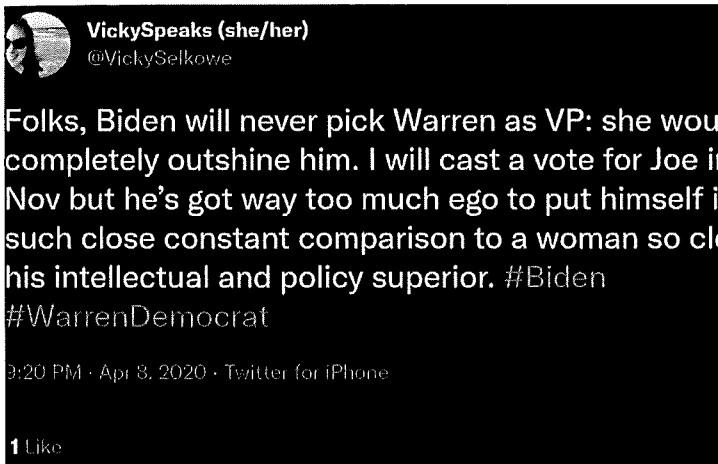 VickySpeaks (she/her)
@VickySelkowe
Folks, Biden will never pick Warren as VP: she wou
completely outshine him. I will cast a vote for Joe i
Nov but he's got way too much ego to put himself i
such close constant comparison to a woman so cle
his intellectual and policy superior. #Biden
#WarrenDemocrat
9:20 PM · Apr 8, 2020 · Twitter for iPhone
1 Like